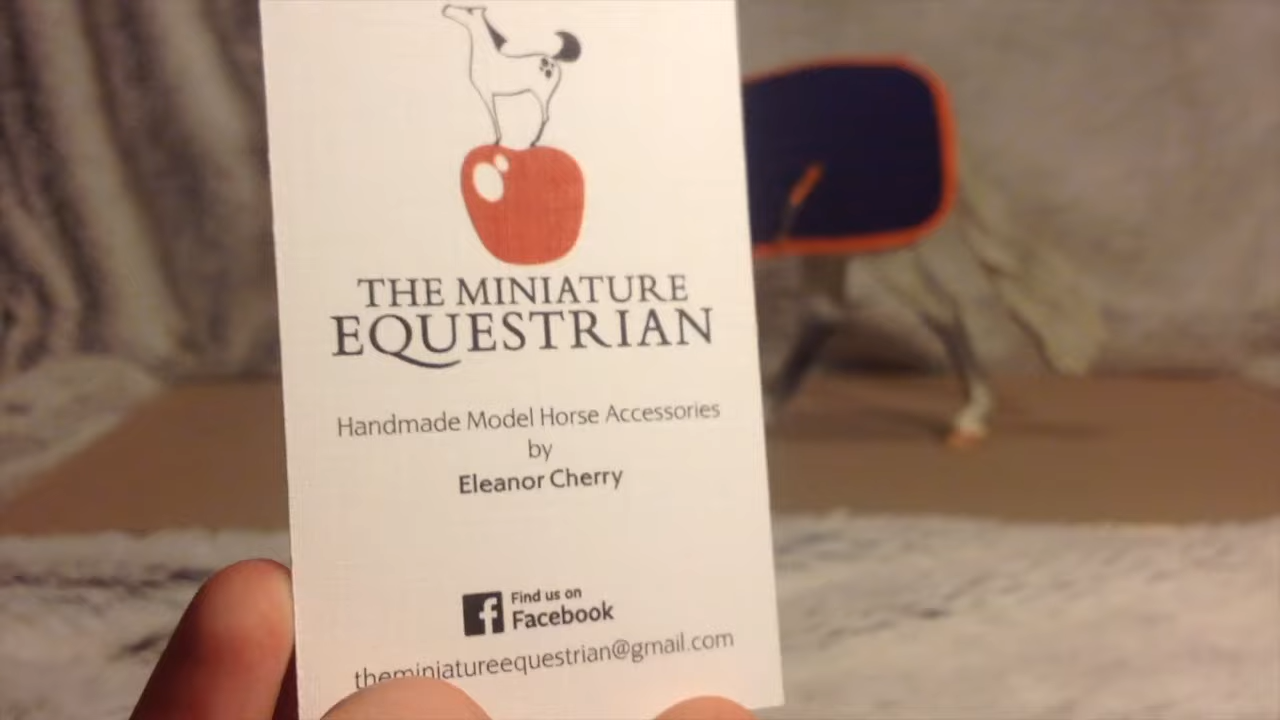 THE MINIATURE
EQUESTRIAN
Handmade Model Horse Accessories
by
Eleanor Cherry
Find us on
Facebook
theminiatureequestrian@gmail.com